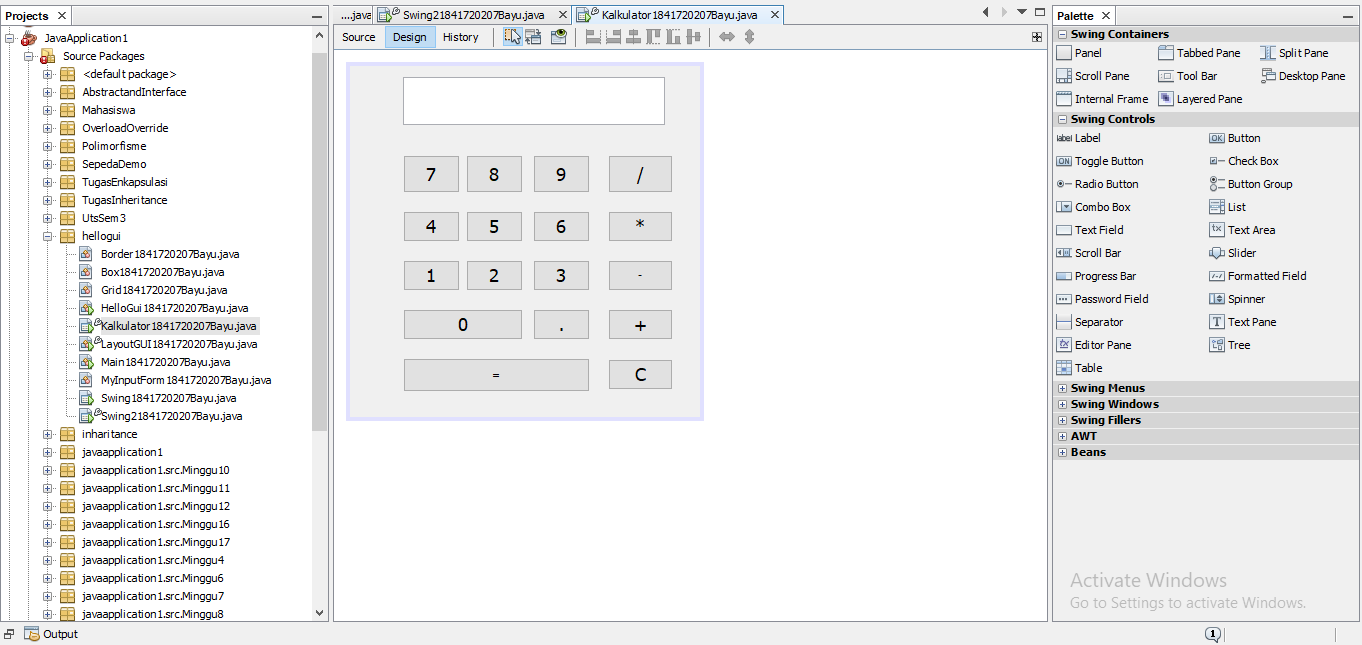 Projects
JavaApplication1
Source Packages
<default package>
AbstractandInterface
Mahasiswa
OverloadOverride
Polimorfisme
SepedaDemo
TugasEnkapsulasi
TugasInheritance
UtsSem3
hellogui
Border1841720207Bayu.java
Box1841720207Bayu.java
Grid1841720207Bayu.java
HelloGui1841720207Bayu.java
Kalkulator1841720207Bayu.java
LayoutGUI1841720207Bayu.java
Main1841720207Bayu.java
MyInputForm1841720207Bayu.java
Swing1841720207Bayu.java
Swing21841720207Bayu.java
inharitance
javaapplication1
javaapplication1.src.Minggu10
javaapplication1.src.Minggu11
javaapplication1.src.Minggu12
javaapplication1.src.Minggu16
javaapplication1.src.Minggu17
javaapplication1.src.Minggu4
javaapplication1.src.Minggu6
javaapplication1.src.Minggu7
javaapplication1.src.Minggu8
Output
....java Swing21841720207Bayu.java Kalkulator1841720207Bayu.java
Source Design History
7 8 9 /
4 5 6 *
1 2 3 -
0 . +
= C
Palette
Swing Containers
Panel Tabbed Pane Split Pane
Scroll Pane Tool Bar Desktop Pane
Internal Frame Layered Pane
Swing Controls
label Label OK Button
ON Toggle Button Check Box
Radio Button Button Group
Combo Box List
Text Field Text Area
Scroll Bar Slider
Progress Bar Formatted Field
Password Field Spinner
Separator T Text Pane
Editor Pane Tree
Table
Swing Menus
Swing Windows
Swing Fillers
AWT
Beans
Activate Windows
Go to Settings to activate Windows.
1